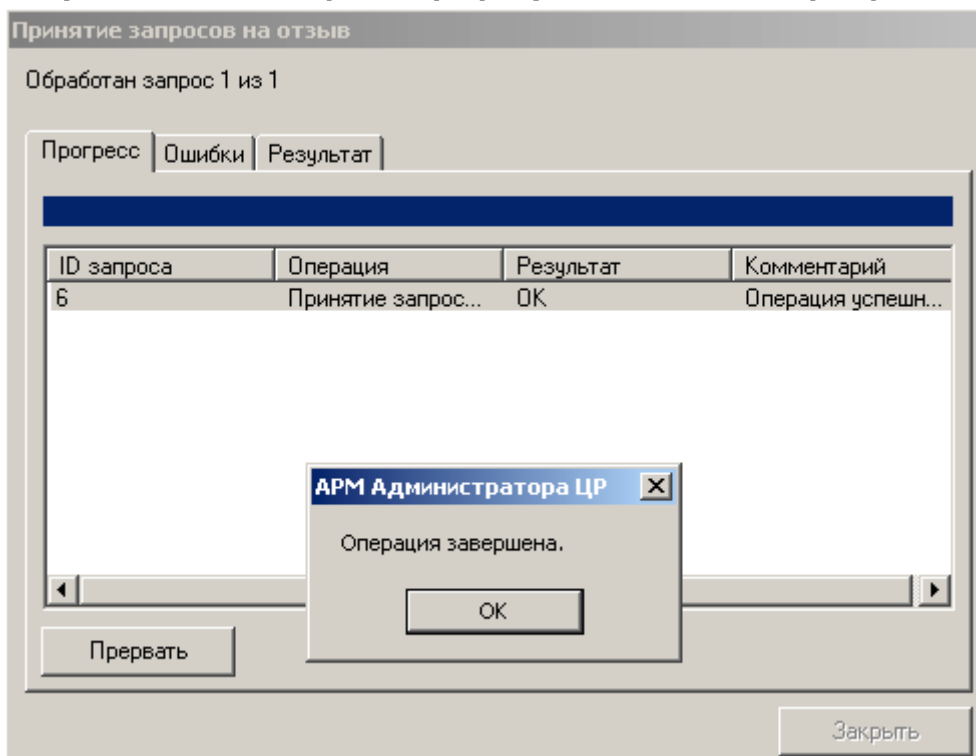 Принятие запросов на отзыв
Обработан запрос 1 из 1
Прогресс Ошибки Результат
ID запроса Операция Результат Комментарий
6 Принятие запрос... OK Операция успешн...
АРМ Администратора ЦР
Операция завершена.
OK
Прервать
Закрыть